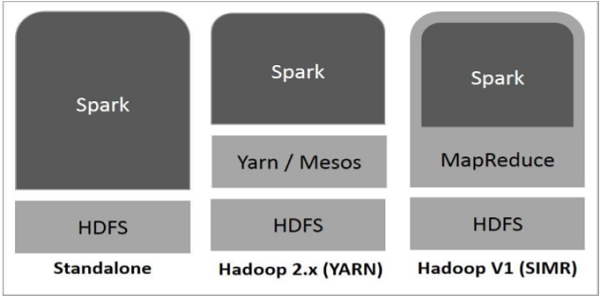 Spark
HDFS
Standalone
Spark
Yarn / Mesos
HDFS
Hadoop 2.x (YARN)
Spark
MapReduce
HDFS
Hadoop V1 (SIMR)